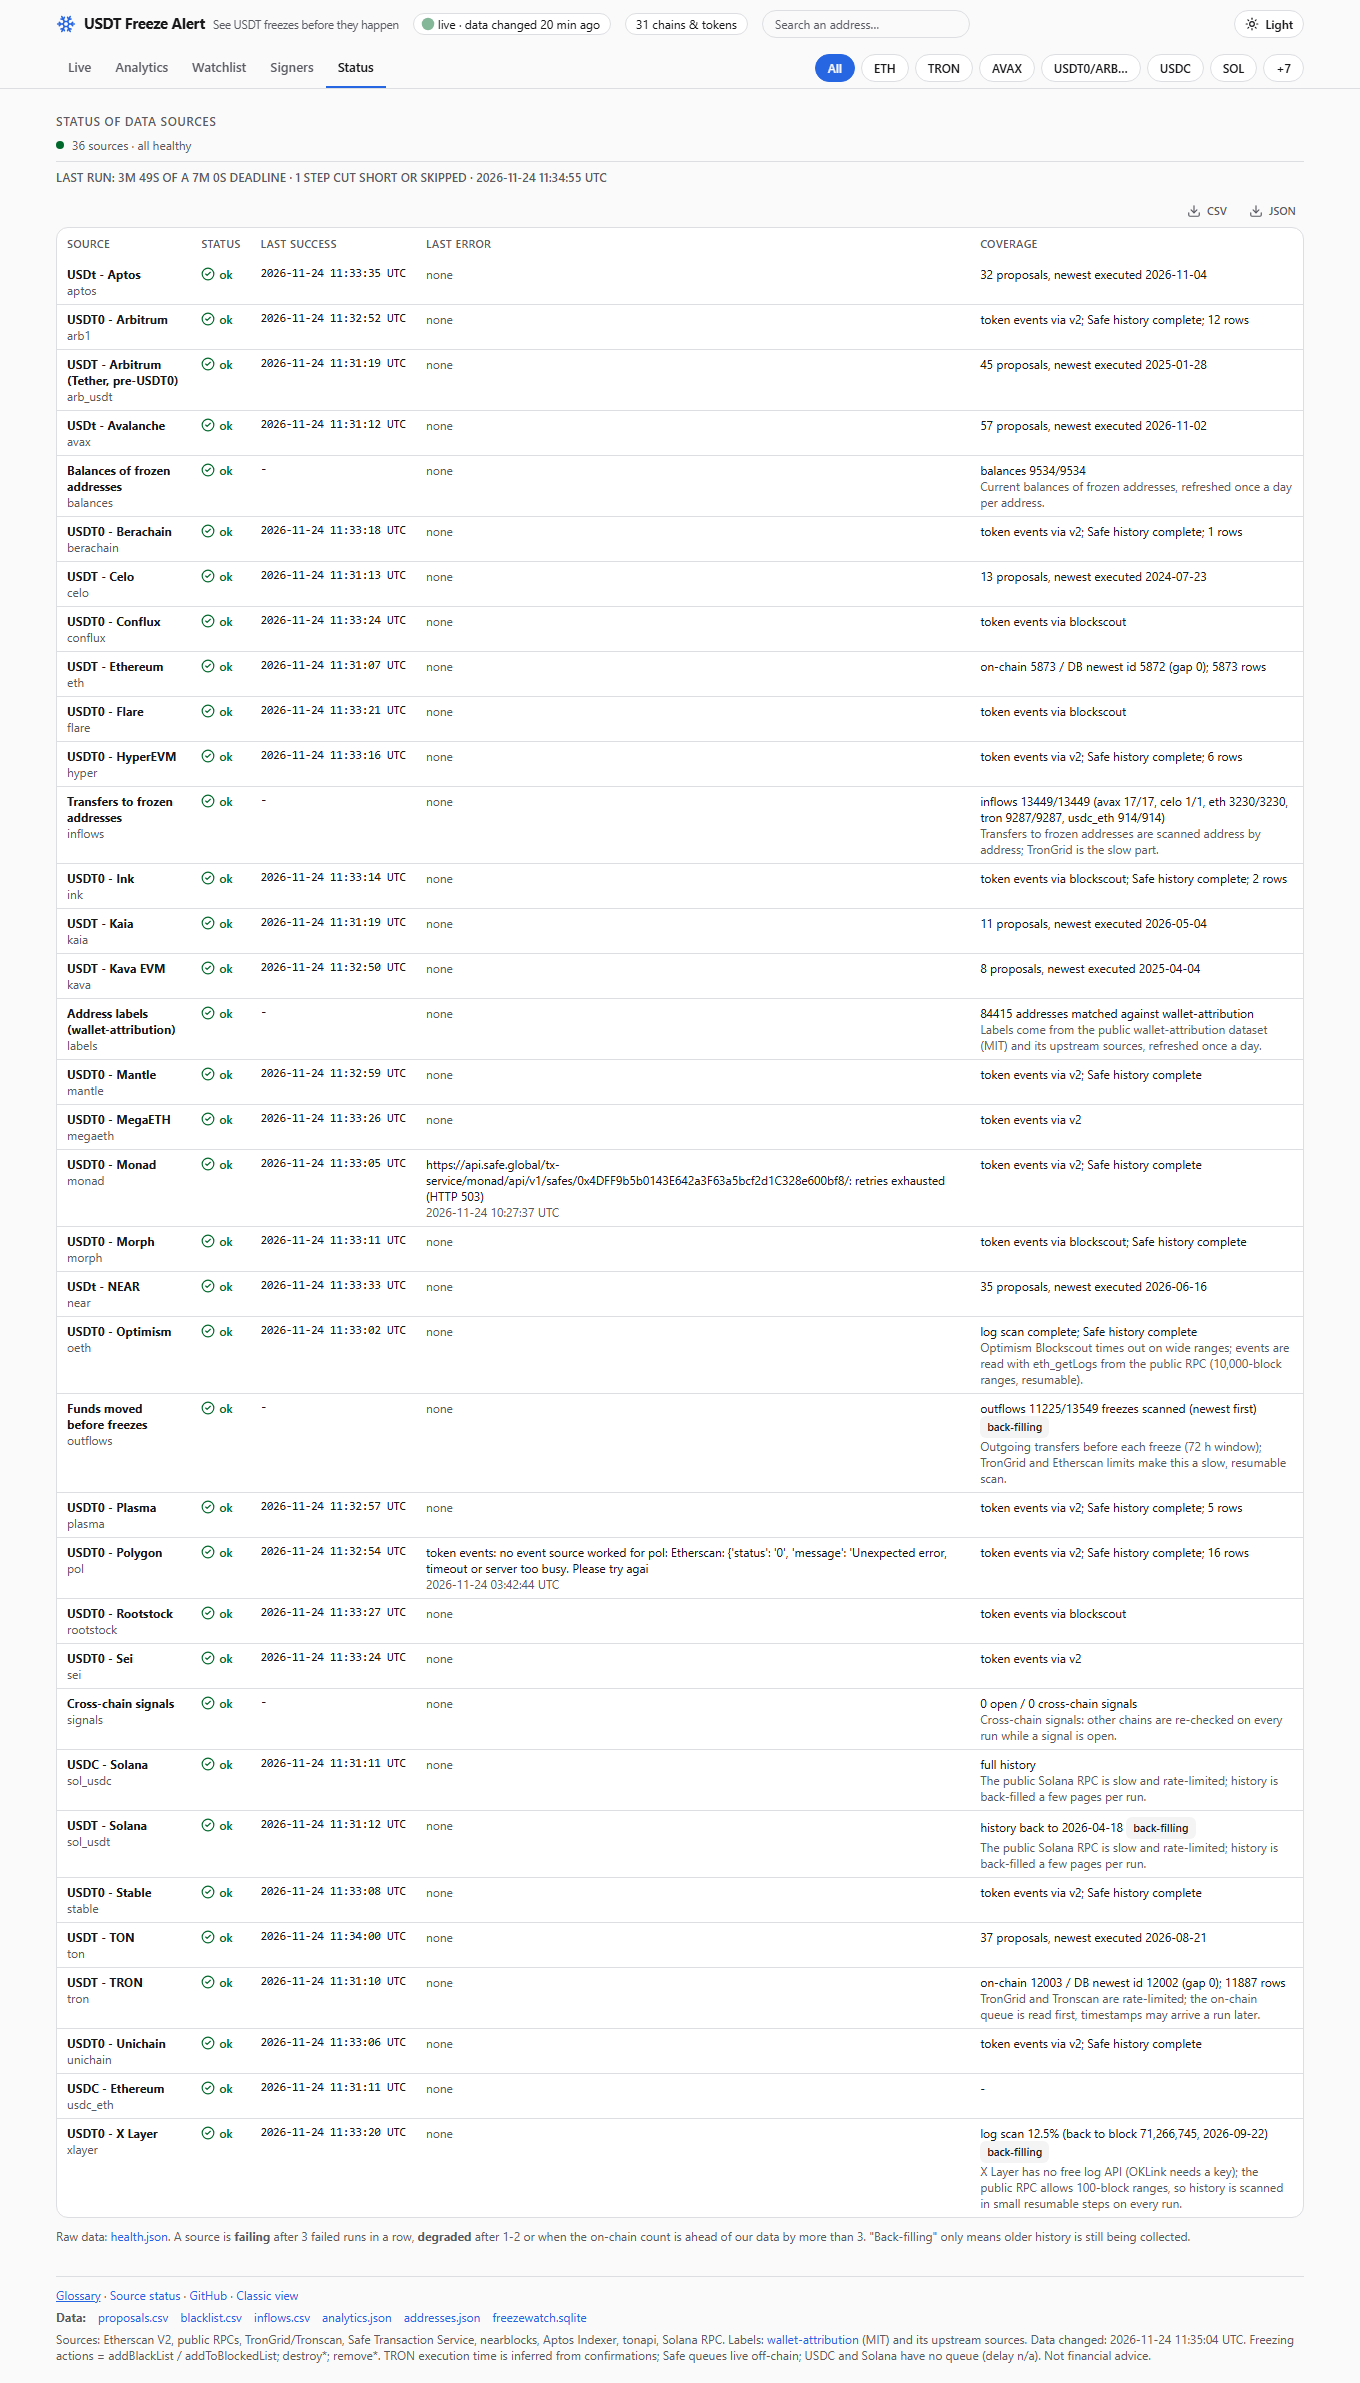 USDT Freeze Alert See USDT freezes before they happen live · data changed 20 min ago 31 chains & tokens Search an address... Light
Live Analytics Watchlist Signers Status All ETH TRON AVAX USDT0/ARB... USDC SOL +7
STATUS OF DATA SOURCES
36 sources · all healthy
LAST RUN: 3M 49S OF A 7M 0S DEADLINE · 1 STEP CUT SHORT OR SKIPPED · 2026-11-24 11:34:55 UTC
CSV JSON
SOURCE STATUS LAST SUCCESS LAST ERROR COVERAGE
USDt - Aptos ok 2026-11-24 11:33:35 UTC none 32 proposals, newest executed 2026-11-04
aptos
USDT0 - Arbitrum ok 2026-11-24 11:32:52 UTC none token events via v2; Safe history complete; 12 rows
arb1
USDT - Arbitrum ok 2026-11-24 11:31:19 UTC none 45 proposals, newest executed 2025-01-28
(Tether, pre-USDT0)
arb_usdt
USDt - Avalanche ok 2026-11-24 11:31:12 UTC none 57 proposals, newest executed 2026-11-02
avax
Balances of frozen ok - none balances 9534/9534
addresses Current balances of frozen addresses, refreshed once a day
balances per address.
USDT0 - Berachain ok 2026-11-24 11:33:18 UTC none token events via v2; Safe history complete; 1 rows
berachain
USDT - Celo ok 2026-11-24 11:31:13 UTC none 13 proposals, newest executed 2024-07-23
celo
USDT0 - Conflux ok 2026-11-24 11:33:24 UTC none token events via blockscout
conflux
USDT - Ethereum ok 2026-11-24 11:31:07 UTC none on-chain 5873 / DB newest id 5872 (gap 0); 5873 rows
eth
USDT0 - Flare ok 2026-11-24 11:33:21 UTC none token events via blockscout
flare
USDT0 - HyperEVM ok 2026-11-24 11:33:16 UTC none token events via v2; Safe history complete; 6 rows
hyper
Transfers to frozen ok - none inflows 13449/13449 (avax 17/17, celo 1/1, eth 3230/3230,
addresses tron 9287/9287, usdc_eth 914/914)
inflows Transfers to frozen addresses are scanned address by
address; TronGrid is the slow part.
USDT0 - Ink ok 2026-11-24 11:33:14 UTC none token events via blockscout; Safe history complete; 2 rows
ink
USDT - Kaia ok 2026-11-24 11:31:19 UTC none 11 proposals, newest executed 2026-05-04
kaia
USDT - Kava EVM ok 2026-11-24 11:32:50 UTC none 8 proposals, newest executed 2025-04-04
kava
Address labels ok - none 84415 addresses matched against wallet-attribution
(wallet-attribution) Labels come from the public wallet-attribution dataset
labels (MIT) and its upstream sources, refreshed once a day.
USDT0 - Mantle ok 2026-11-24 11:32:59 UTC none token events via v2; Safe history complete
mantle
USDT0 - MegaETH ok 2026-11-24 11:33:26 UTC none token events via v2
megaeth
USDT0 - Monad ok 2026-11-24 11:33:05 UTC https://api.safe.global/tx- token events via v2; Safe history complete
monad service/monad/api/v1/safes/0x4DFF9b5b0143E642a3F63a5bcf2d1C328e600bf8/: retries exhausted
(HTTP 503)
2026-11-24 10:27:37 UTC
USDT0 - Morph ok 2026-11-24 11:33:11 UTC none token events via blockscout; Safe history complete
morph
USDt - NEAR ok 2026-11-24 11:33:33 UTC none 35 proposals, newest executed 2026-06-16
near
USDT0 - Optimism ok 2026-11-24 11:33:02 UTC none log scan complete; Safe history complete
oeth Optimism Blockscout times out on wide ranges; events are
read with eth_getLogs from the public RPC (10,000-block
ranges, resumable).
Funds moved ok - none outflows 11225/13549 freezes scanned (newest first)
before freezes back-filling
outflows Outgoing transfers before each freeze (72 h window);
TronGrid and Etherscan limits make this a slow, resumable
scan.
USDT0 - Plasma ok 2026-11-24 11:32:57 UTC none token events via v2; Safe history complete; 5 rows
plasma
USDT0 - Polygon ok 2026-11-24 11:32:54 UTC token events: no event source worked for pol: Etherscan: {'status': '0', 'message': 'Unexpected error, token events via v2; Safe history complete; 16 rows
pol timeout or server too busy. Please try agai
2026-11-24 03:42:44 UTC
USDT0 - Rootstock ok 2026-11-24 11:33:27 UTC none token events via blockscout
rootstock
USDT0 - Sei ok 2026-11-24 11:33:24 UTC none token events via v2
sei
Cross-chain signals ok - none 0 open / 0 cross-chain signals
signals Cross-chain signals: other chains are re-checked on every
run while a signal is open.
USDC - Solana ok 2026-11-24 11:31:11 UTC none full history
sol_usdc The public Solana RPC is slow and rate-limited; history is
back-filled a few pages per run.
USDT - Solana ok 2026-11-24 11:31:12 UTC none history back to 2026-04-18 back-filling
sol_usdt The public Solana RPC is slow and rate-limited; history is
back-filled a few pages per run.
USDT0 - Stable ok 2026-11-24 11:33:08 UTC none token events via v2; Safe history complete
stable
USDT - TON ok 2026-11-24 11:34:00 UTC none 37 proposals, newest executed 2026-08-21
ton
USDT - TRON ok 2026-11-24 11:31:10 UTC none on-chain 12003 / DB newest id 12002 (gap 0); 11887 rows
tron TronGrid and Tronscan are rate-limited; the on-chain
queue is read first, timestamps may arrive a run later.
USDT0 - Unichain ok 2026-11-24 11:33:06 UTC none token events via v2; Safe history complete
unichain
USDC - Ethereum ok 2026-11-24 11:31:11 UTC none -
usdc_eth
USDT0 - X Layer ok 2026-11-24 11:33:20 UTC none log scan 12.5% (back to block 71,266,745, 2026-09-22)
xlayer back-filling
X Layer has no free log API (OKLink needs a key); the
public RPC allows 100-block ranges, so history is scanned
in small resumable steps on every run.
Raw data: health.json. A source is failing after 3 failed runs in a row, degraded after 1-2 or when the on-chain count is ahead of our data by more than 3. "Back-filling" only means older history is still being collected.
Glossary · Source status · GitHub · Classic view
Data: proposals.csv blacklist.csv inflows.csv analytics.json addresses.json freezewatch.sqlite
Sources: Etherscan V2, public RPCs, TronGrid/Tronscan, Safe Transaction Service, nearblocks, Aptos Indexer, tonapi, Solana RPC. Labels: wallet-attribution (MIT) and its upstream sources. Data changed: 2026-11-24 11:35:04 UTC. Freezing
actions = addBlackList / addToBlockedList; destroy*; remove*. TRON execution time is inferred from confirmations; Safe queues live off-chain; USDC and Solana have no queue (delay n/a). Not financial advice.